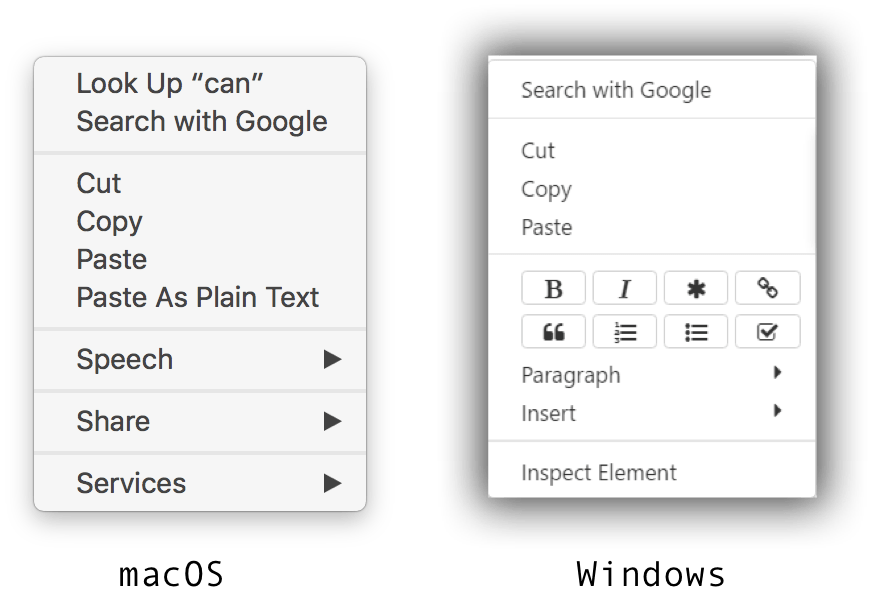 Look Up “can”
Search with Google
Cut
Copy
Paste
Paste As Plain Text
Speech
Share
Services
macOS
Search with Google
Cut
Copy
Paste
B I
Paragraph
Insert
Inspect Element
Windows